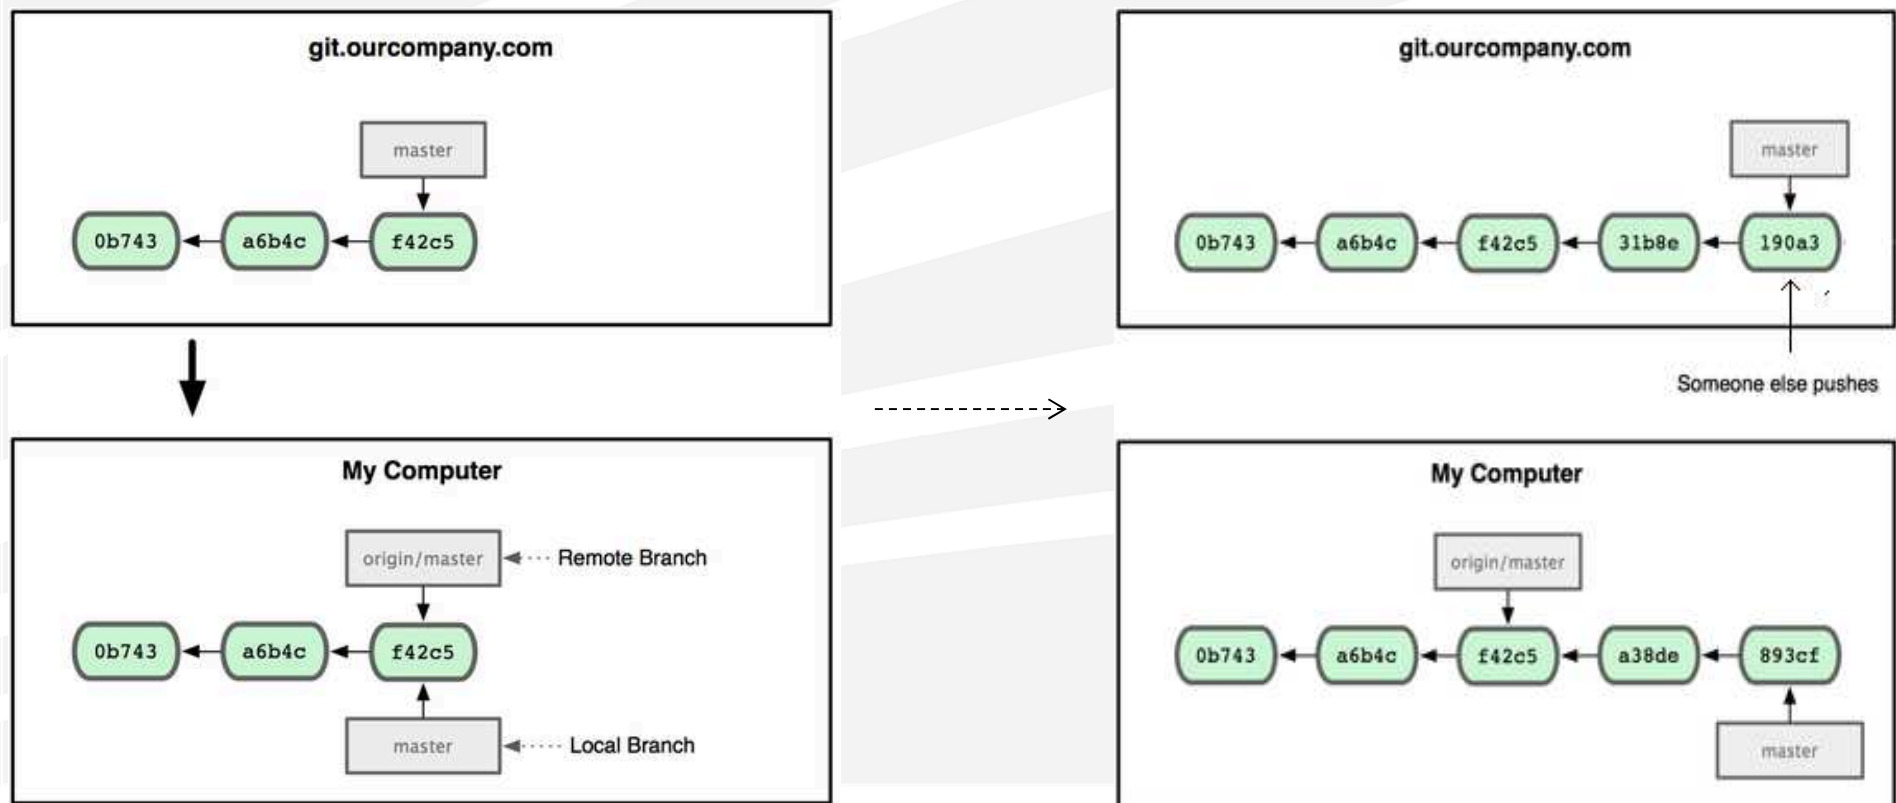 git.ourcompany.com
master
0b743 a6b4c f42c5
My Computer
origin/master Remote Branch
0b743 a6b4c f42c5
master Local Branch
git.ourcompany.com
master
0b743 a6b4c f42c5 31b8e 190a3
Someone else pushes
My Computer
origin/master
0b743 a6b4c f42c5 a38de 893cf
master